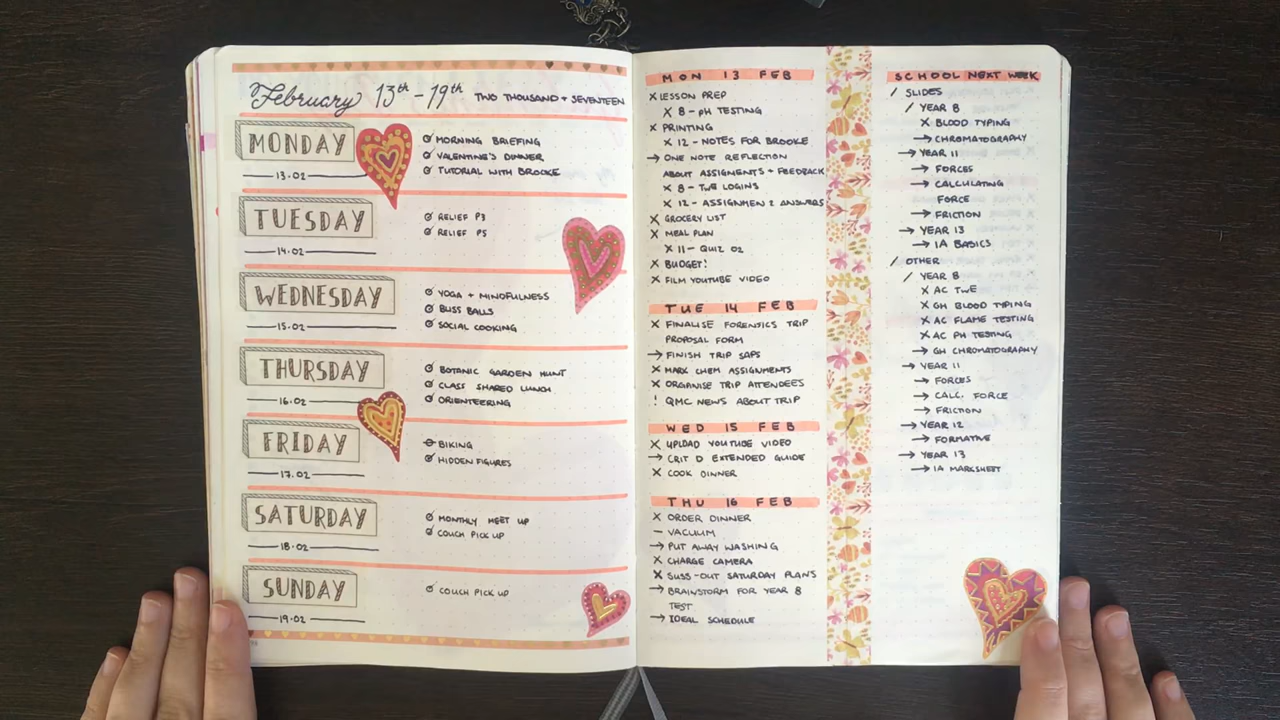 February 13th - 19th TWO THOUSAND + SEVENTEEN
MONDAY
13.02
MORNING BRIEFING
VALENTINE'S DINNER
TUTORIAL WITH BROOKE
TUESDAY
14.02
RELIEF P3
RELIEF P5
WEDNESDAY
15.02
YOGA + MINDFULNESS
BLISS BALLS
SOCIAL COOKING
THURSDAY
16.02
BOTANIC GARDEN HUNT
CLASS SHARED LUNCH
ORIENTEERING
FRIDAY
17.02
BIKING
HIDDEN FIGURES
SATURDAY
18.02
MONTHLY MEET UP
COUCH PICK UP
SUNDAY
19.02
COUCH PICK UP
MON 13 FEB
X LESSON PREP
X 8 - pH TESTING
X PRINTING
X 12 - NOTES FOR BROOKE
→ ONE NOTE REFLECTION
ABOUT ASSIGMENTS + FEEDBACK
X 8 - TWE LOGINS
X 12 - ASSIGNMEN 2 ANSWERS
X GROCERY LIST
X MEAL PLAN
X 11 - QUIZ 02
X BUDGET!
X FILM YOUTUBE VIDEO
TUE 14 FEB
X FINALISE FORENSICS TRIP
PROPOSAL FORM
→ FINISH TRIP SAPS
X MARK CHEM ASSIGNMENTS
X ORGANISE TRIP ATTENDEES
! QMC NEWS ABOUT TRIP
WED 15 FEB
X UPLOAD YOUTUBE VIDEO
→ CRIT D EXTENDED GUIDE
X COOK DINNER
THU 16 FEB
X ORDER DINNER
- VACUUM
→ PUT AWAY WASHING
X CHARGE CAMERA
X SUSS-OUT SATURDAY PLANS
→ BRAINSTORM FOR YEAR 8
TEST
→ IDEAL SCHEDULE
SCHOOL NEXT WEEK
/ SLIDES
/ YEAR 8
X BLOOD TYPING
→ CHROMATOGRAPHY
→ YEAR 11
→ FORCES
→ CALCULATING
FORCE
→ FRICTION
→ YEAR 13
→ IA BASICS
/ OTHER
/ YEAR 8
X AC TWE
X GH BLOOD TYPING
X AC FLAME TESTING
X AC PH TESTING
→ GH CHROMATOGRAPHY
→ YEAR 11
→ FORCES
→ CALC. FORCE
→ FRICTION
→ YEAR 12
→ FORMATIVE
→ YEAR 13
→ IA MARKSHEET